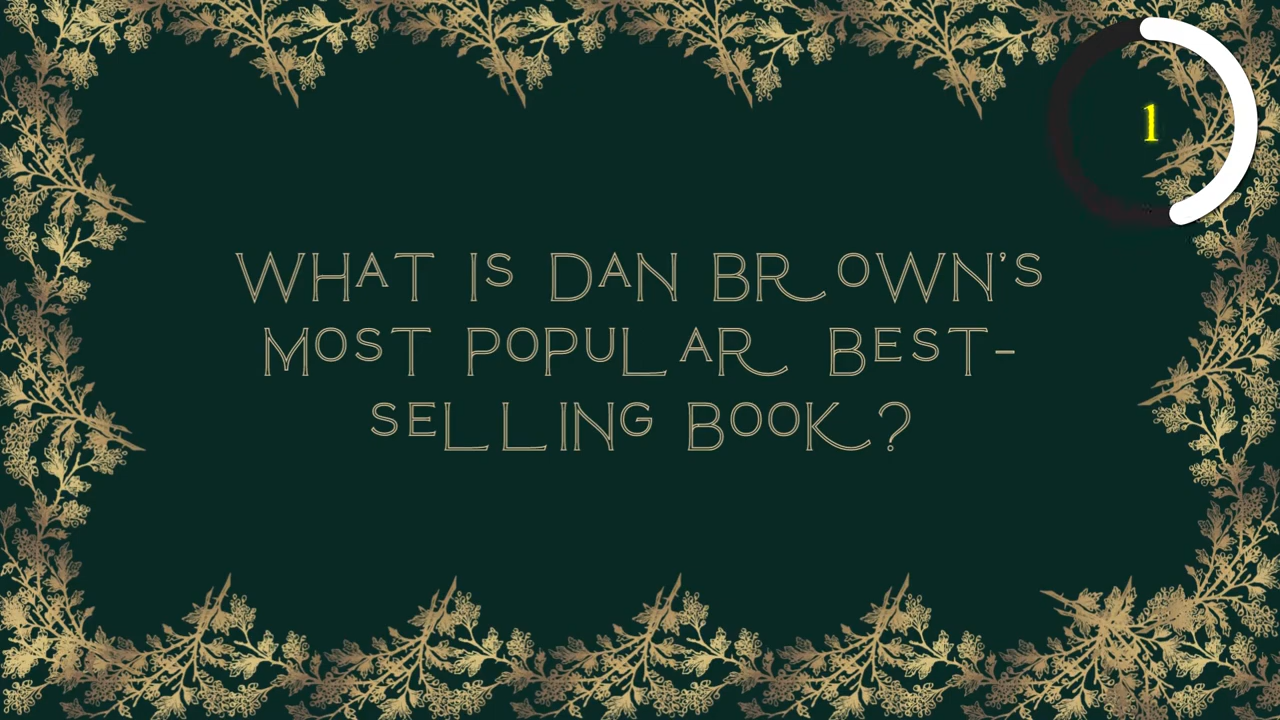 1
WHAT IS DAN BROWN'S
MOST POPULAR BEST-
SELLING BOOK?